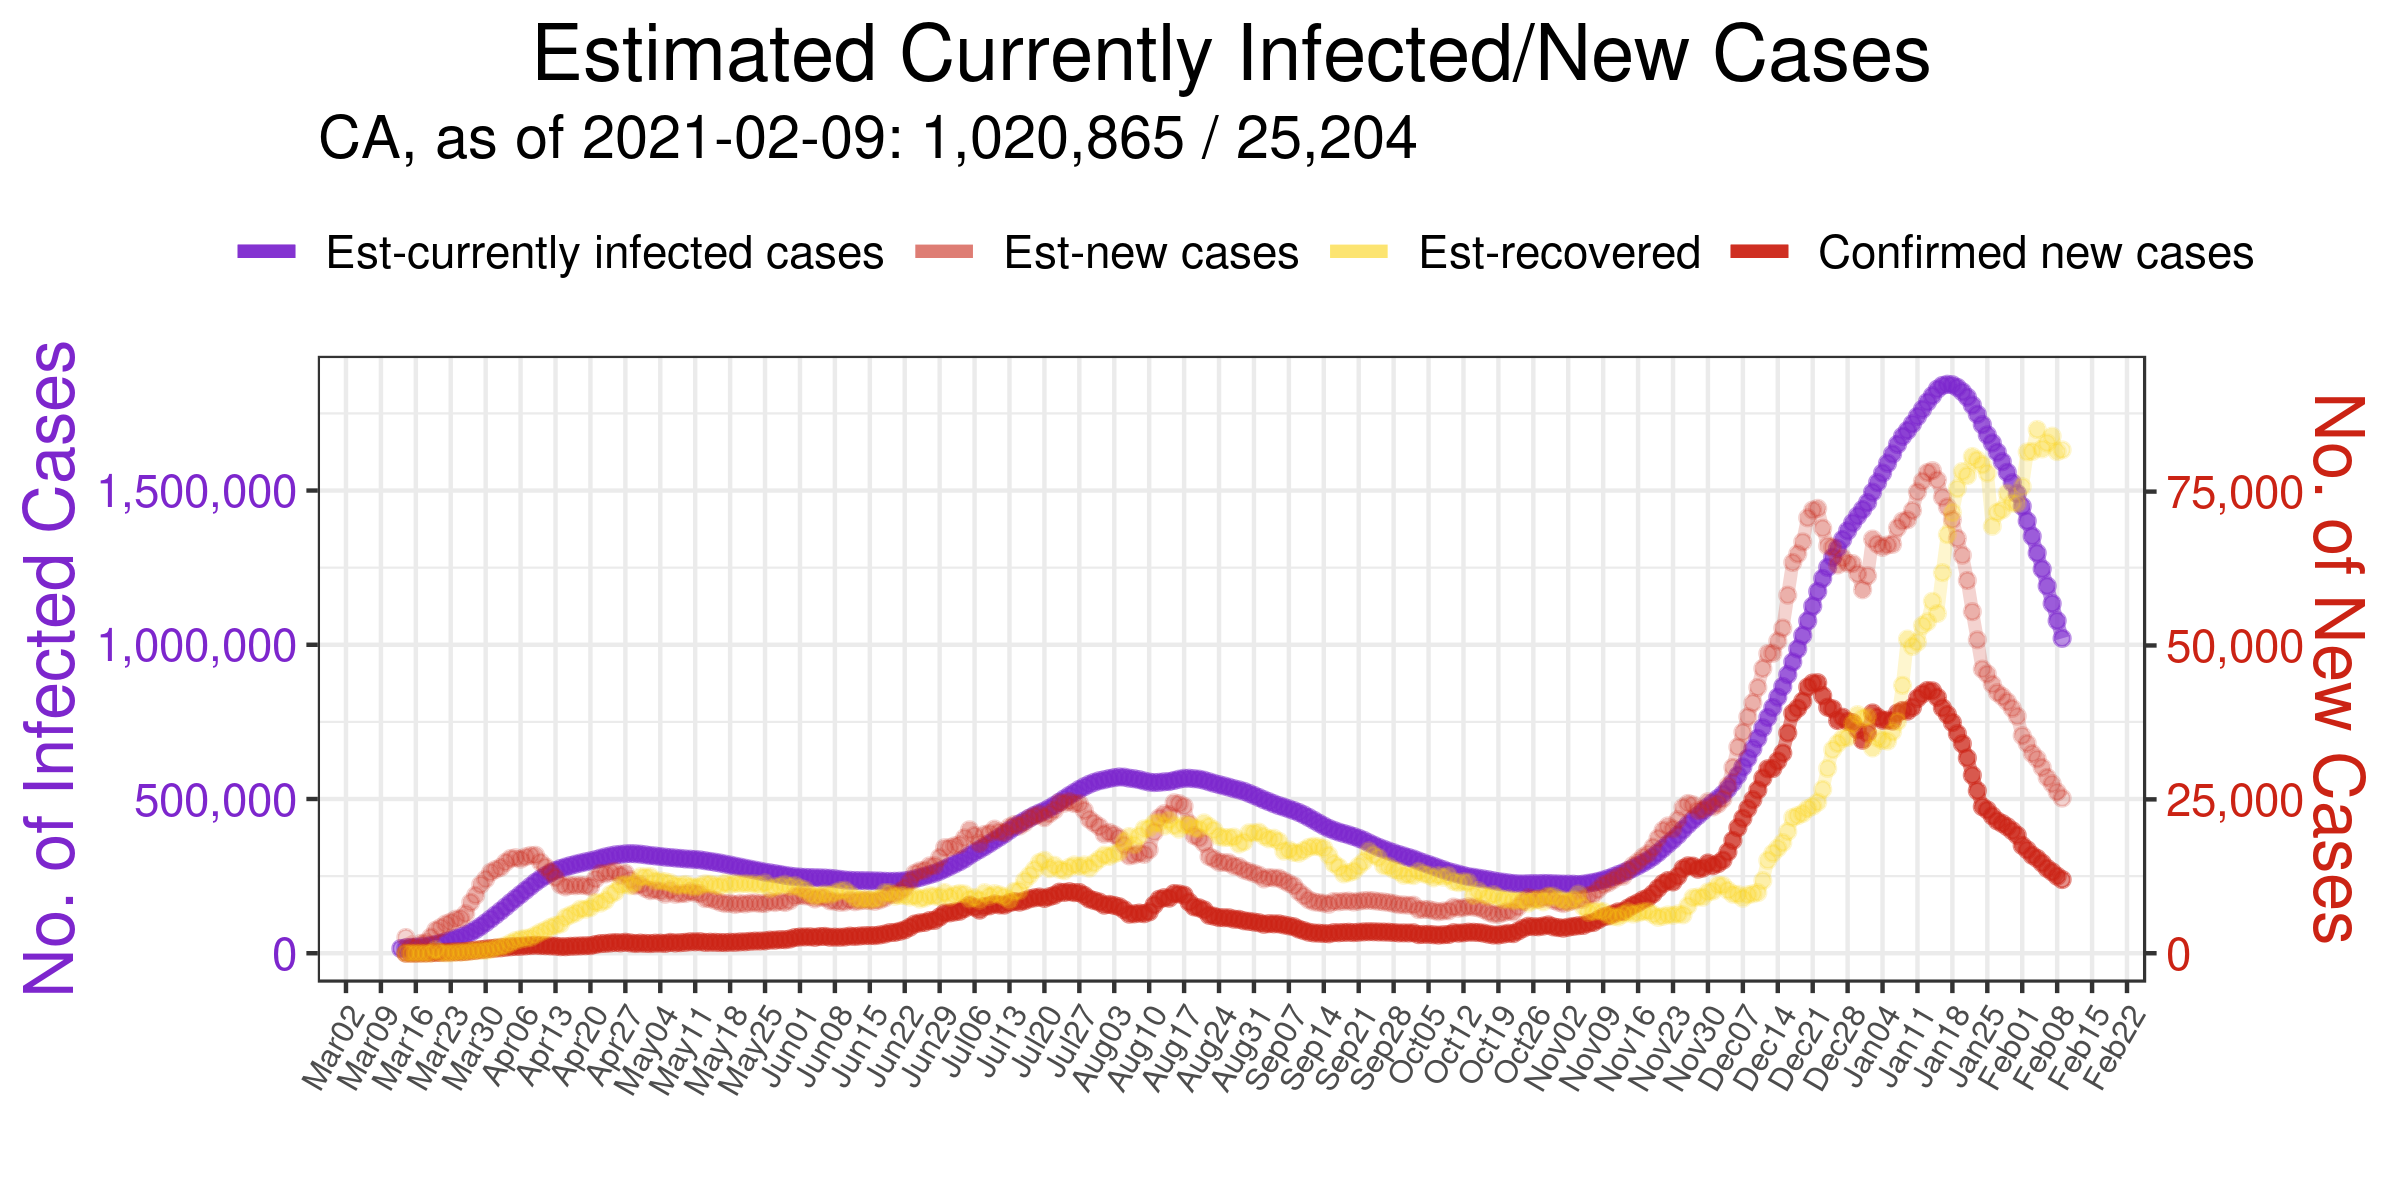 Estimated Currently Infected/New Cases
CA, as of 2021-02-09: 1,020,865 / 25,204
Est-currently infected cases Est-new cases Est-recovered Confirmed new cases
No. of Infected Cases
1,500,000
1,000,000
500,000
0
75,000
50,000
25,000
0
No. of New Cases
Mar02
Mar09
Mar16
Mar23
Mar30
Apr06
Apr13
Apr20
Apr27
May04
May11
May18
May25
Jun01
Jun08
Jun15
Jun22
Jun29
Jul06
Jul13
Jul20
Jul27
Aug03
Aug10
Aug17
Aug24
Aug31
Sep07
Sep14
Sep21
Sep28
Oct05
Oct12
Oct19
Oct26
Nov02
Nov09
Nov16
Nov23
Nov30
Dec07
Dec14
Dec21
Dec28
Jan04
Jan11
Jan18
Jan25
Feb01
Feb08
Feb15
Feb22